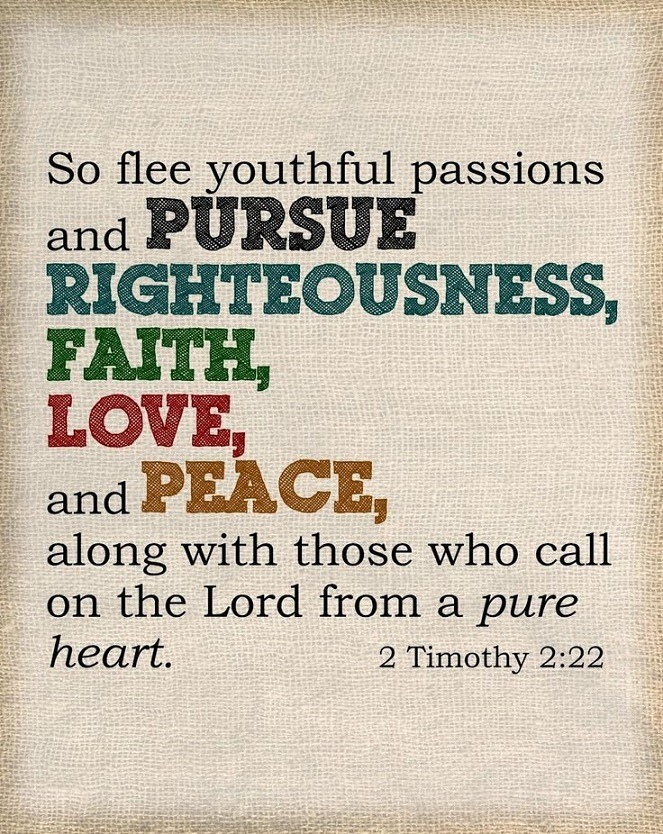 So flee youthful passions
and PURSUE
RIGHTEOUSNESS,
FAITH,
LOVE,
and PEACE,
along with those who call
on the Lord from a pure
heart. 2 Timothy 2:22